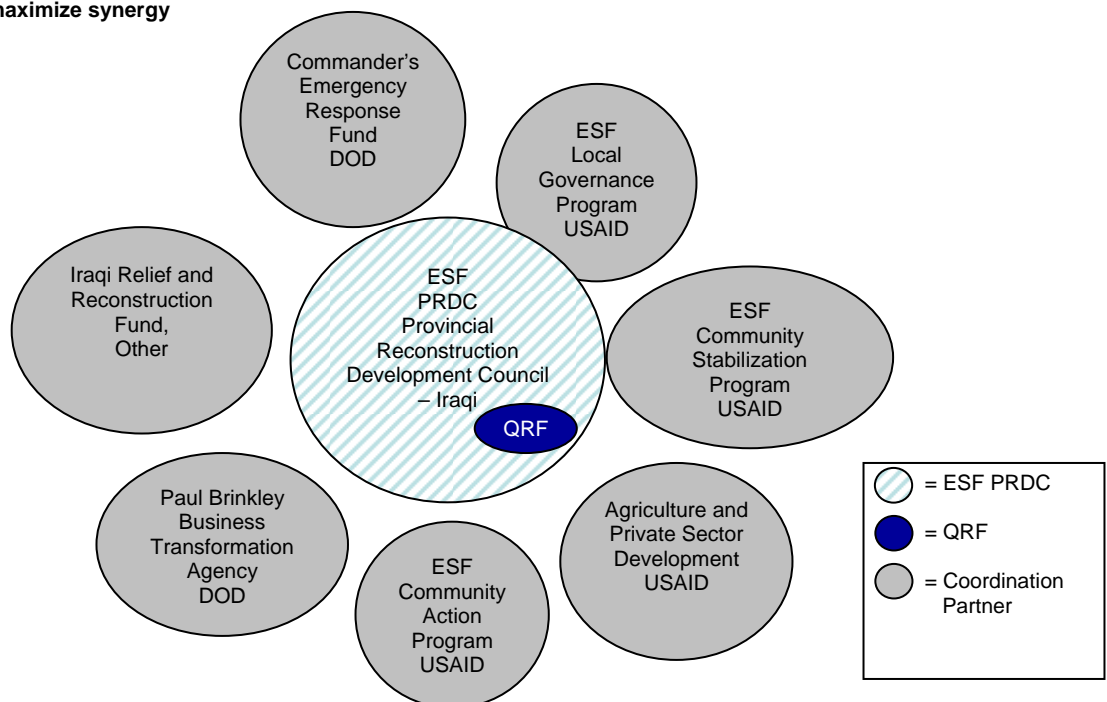 maximize synergy
Commander's
Emergency
Response
Fund
DOD
ESF
Local
Governance
Program
USAID
Iraqi Relief and
Reconstruction
Fund,
Other
ESF
PRDC
Provincial
Reconstruction
Development Council
– Iraqi
QRF
ESF
Community
Stabilization
Program
USAID
Paul Brinkley
Business
Transformation
Agency
DOD
ESF
Community
Action
Program
USAID
Agriculture and
Private Sector
Development
USAID
= ESF PRDC
= QRF
= Coordination
Partner